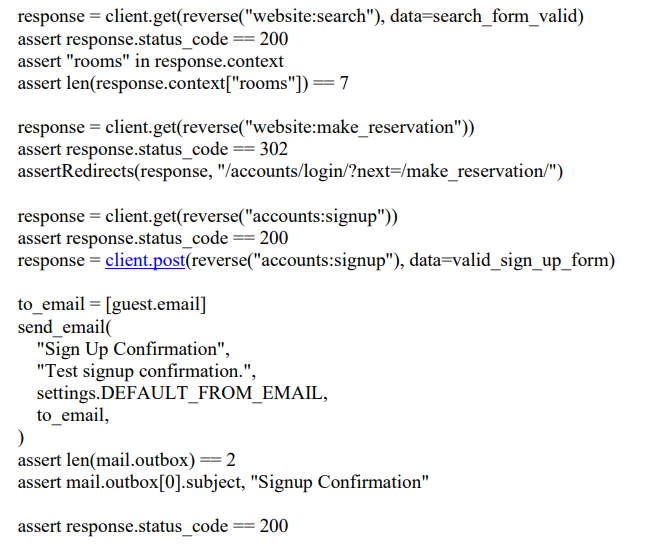 response = client.get(reverse("website:search"), data=search_form_valid)
assert response.status_code == 200
assert "rooms" in response.context
assert len(response.context["rooms"]) == 7
response = client.get(reverse("website:make_reservation"))
assert response.status_code == 302
assertRedirects(response, "/accounts/login/?next=/make_reservation/")
response = client.get(reverse("accounts:signup"))
assert response.status_code == 200
response = client.post(reverse("accounts:signup"), data=valid_sign_up_form)
to_email = [guest.email]
send_email(
"Sign Up Confirmation",
"Test signup confirmation.",
settings.DEFAULT_FROM_EMAIL,
to_email,
)
assert len(mail.outbox) == 2
assert mail.outbox[0].subject, "Signup Confirmation"
assert response.status_code == 200